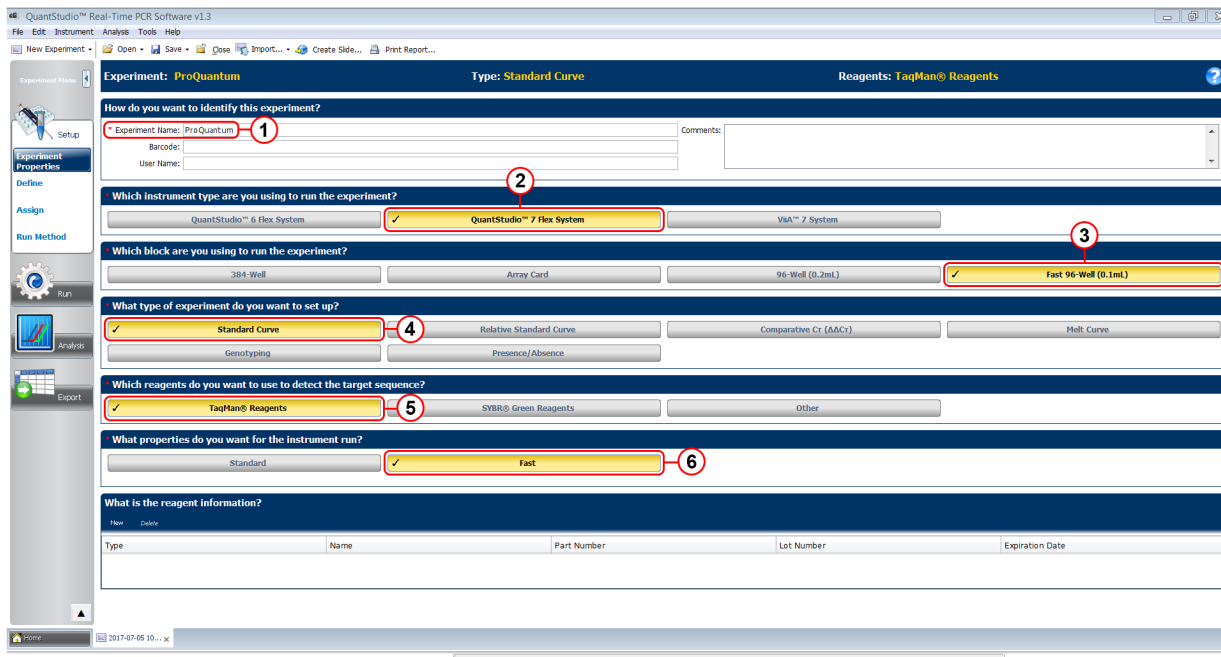 QuantStudio™ Real-Time PCR Software v1.3
File Edit Instrument Analysis Tools Help
New Experiment Open Save Close Import... Create Slide... Print Report...
Experiment Menu
Experiment: ProQuantum Type: Standard Curve Reagents: TaqMan® Reagents ?
How do you want to identify this experiment?
* Experiment Name: ProQuantum 1 Comments:
Barcode:
User Name:
Setup
Experiment Properties
Define
Assign
Run Method
Run
Analysis
Export
2
* Which instrument type are you using to run the experiment?
QuantStudio™ 6 Flex System ✓ QuantStudio™ 7 Flex System ViiA™ 7 System
3
* Which block are you using to run the experiment?
384-Well Array Card 96-Well (0.2mL) ✓ Fast 96-Well (0.1mL)
* What type of experiment do you want to set up?
✓ Standard Curve 4 Relative Standard Curve Comparative CT (ΔΔCT) Melt Curve
Genotyping Presence/Absence
* Which reagents do you want to use to detect the target sequence?
✓ TaqMan® Reagents 5 SYBR® Green Reagents Other
* What properties do you want for the instrument run?
Standard ✓ Fast 6
What is the reagent information?
New Delete
Type Name Part Number Lot Number Expiration Date
Home 2017-07-05 10... x